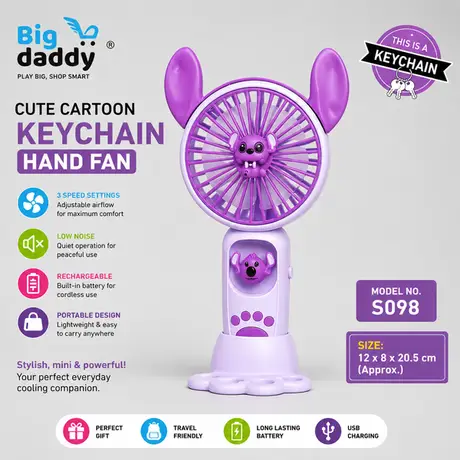 Big
daddy ®
PLAY BIG, SHOP SMART
THIS IS A
KEYCHAIN
CUTE CARTOON
KEYCHAIN
HAND FAN
3 SPEED SETTINGS
Adjustable airflow
for maximum comfort
LOW NOISE
Quiet operation for
peaceful use
RECHARGEABLE
Built-in battery for
cordless use
PORTABLE DESIGN
Lightweight & easy
to carry anywhere
MODEL NO.
S098
SIZE:
12 x 8 x 20.5 cm
(Approx.)
Stylish, mini & powerful!
Your perfect everyday
cooling companion.
PERFECT
GIFT
TRAVEL
FRIENDLY
LONG LASTING
BATTERY
USB
CHARGING